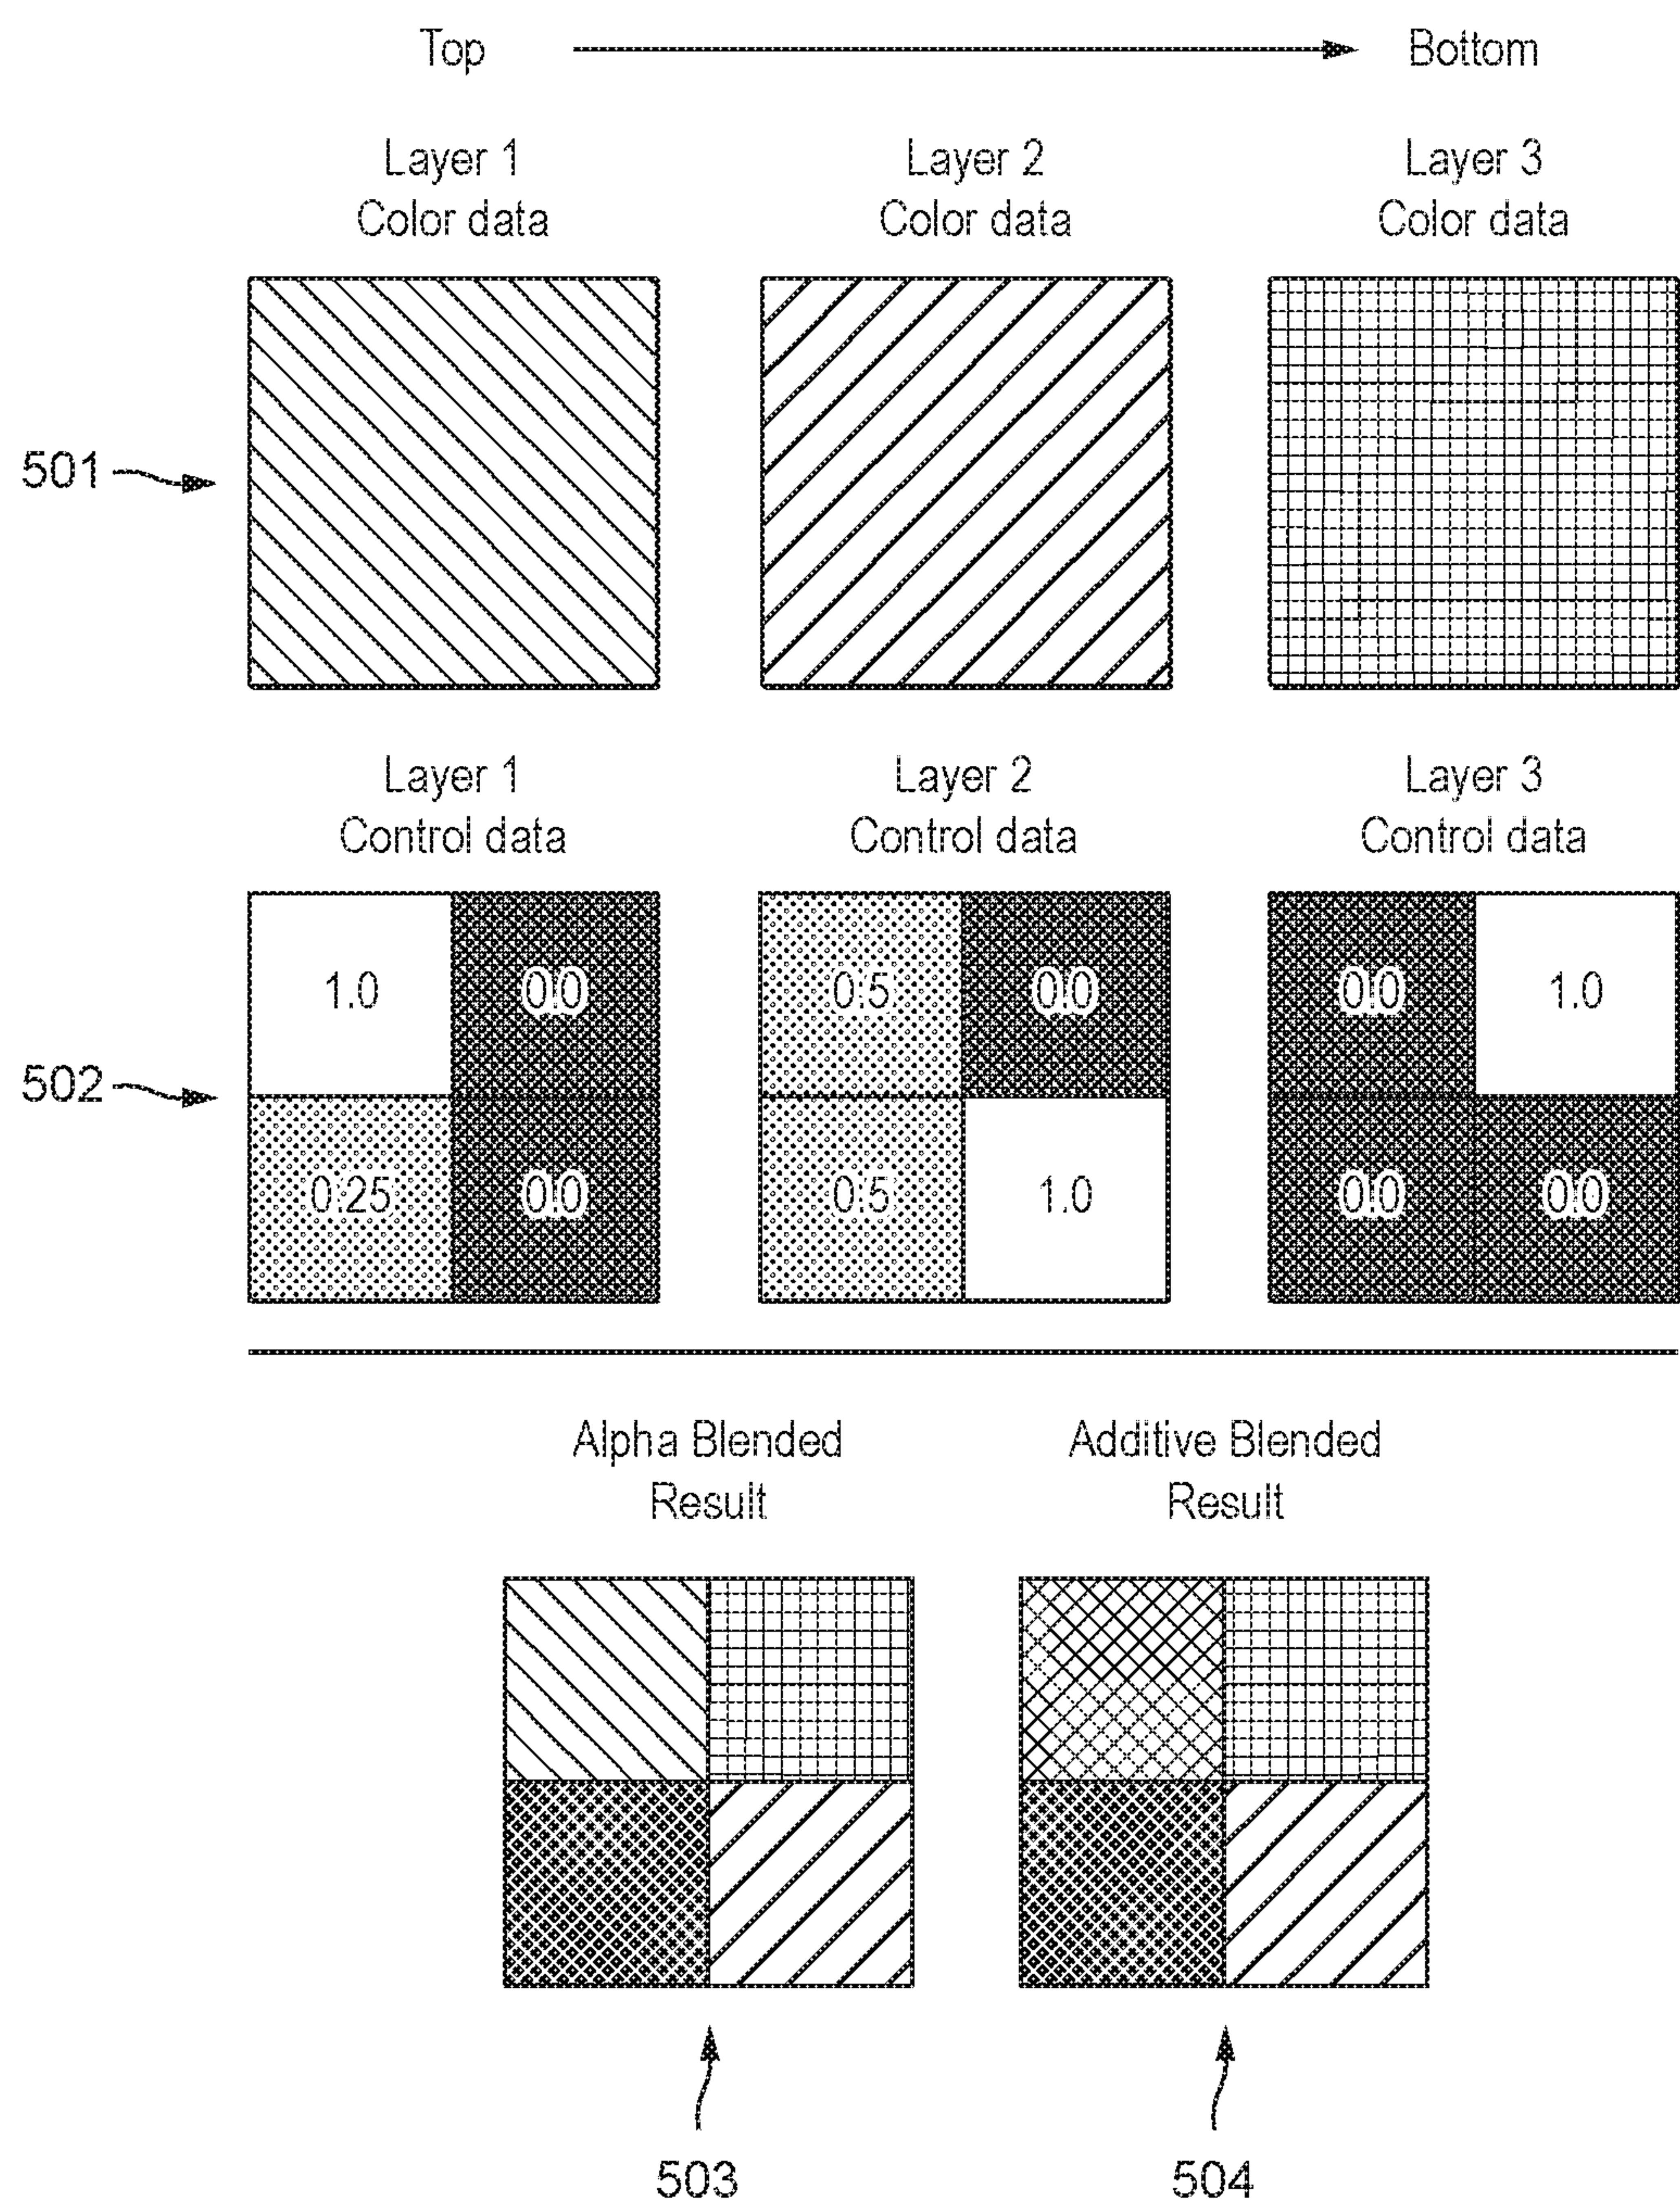 Top Bottom
Layer 1 Layer 2 Layer 3
Color data Color data Color data
501
Layer 1 Layer 2 Layer 3
Control data Control data Control data
1.0 0.0 0.5 0.0 0.0 1.0
502
0.25 0.0 0.5 1.0 0.0 0.0
Alpha Blended Additive Blended
Result Result
503 504